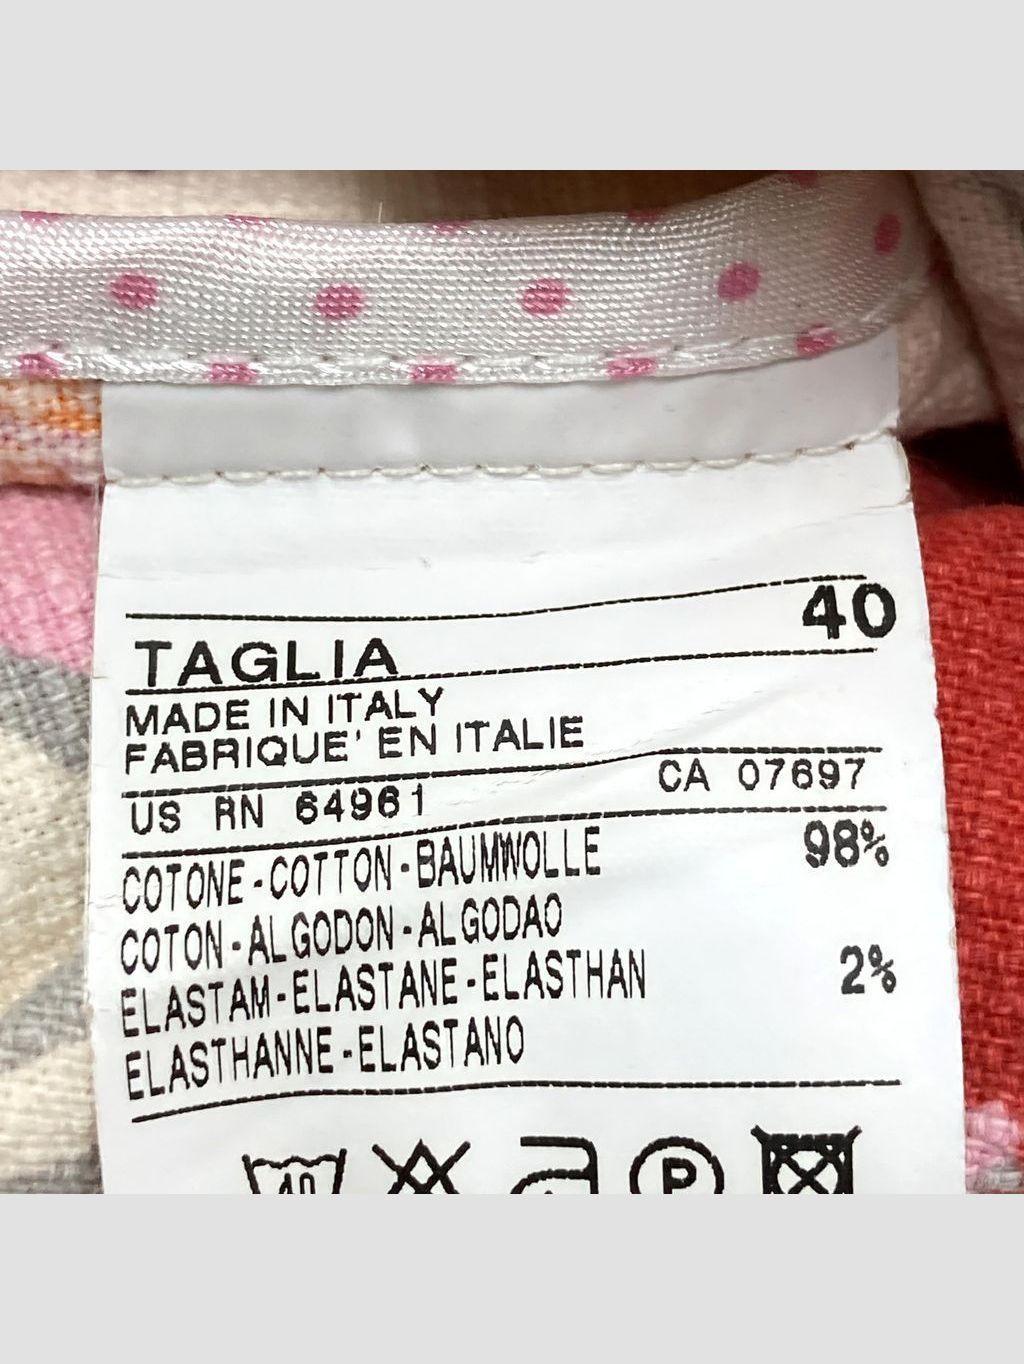 40
TAGLIA
MADE IN ITALY
FABRIQUE' EN ITALIE
US RN 64961 CA 07697
COTONE-COTTON-BAUMWOLLE 98%
COTON-ALGODON-ALGODAO
ELASTAM-ELASTANE-ELASTHAN 2%
ELASTHANNE-ELASTANO
40
P